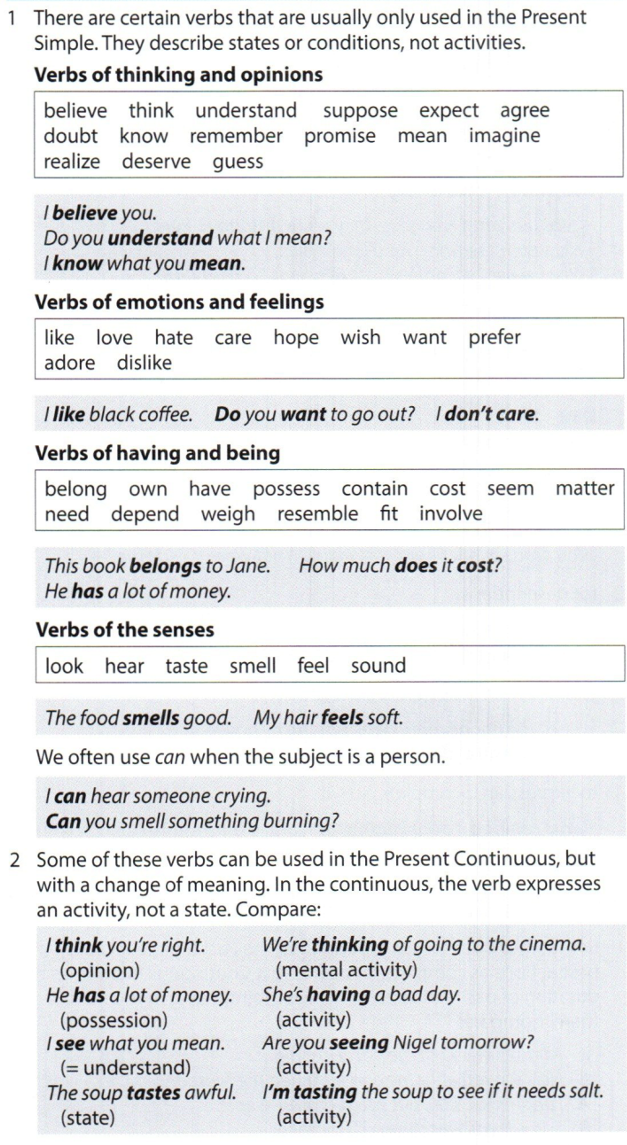 1 There are certain verbs that are usually only used in the Present
Simple. They describe states or conditions, not activities.
Verbs of thinking and opinions
believe think understand suppose expect agree
doubt know remember promise mean imagine
realize deserve guess
I believe you.
Do you understand what I mean?
I know what you mean.
Verbs of emotions and feelings
like love hate care hope wish want prefer
adore dislike
I like black coffee. Do you want to go out? I don't care.
Verbs of having and being
belong own have possess contain cost seem matter
need depend weigh resemble fit involve
This book belongs to Jane. How much does it cost?
He has a lot of money.
Verbs of the senses
look hear taste smell feel sound
The food smells good. My hair feels soft.
We often use can when the subject is a person.
I can hear someone crying.
Can you smell something burning?
2 Some of these verbs can be used in the Present Continuous, but
with a change of meaning. In the continuous, the verb expresses
an activity, not a state. Compare:
I think you're right. We're thinking of going to the cinema.
(opinion) (mental activity)
He has a lot of money. She's having a bad day.
(possession) (activity)
I see what you mean. Are you seeing Nigel tomorrow?
(= understand) (activity)
The soup tastes awful. I'm tasting the soup to see if it needs salt.
(state) (activity)